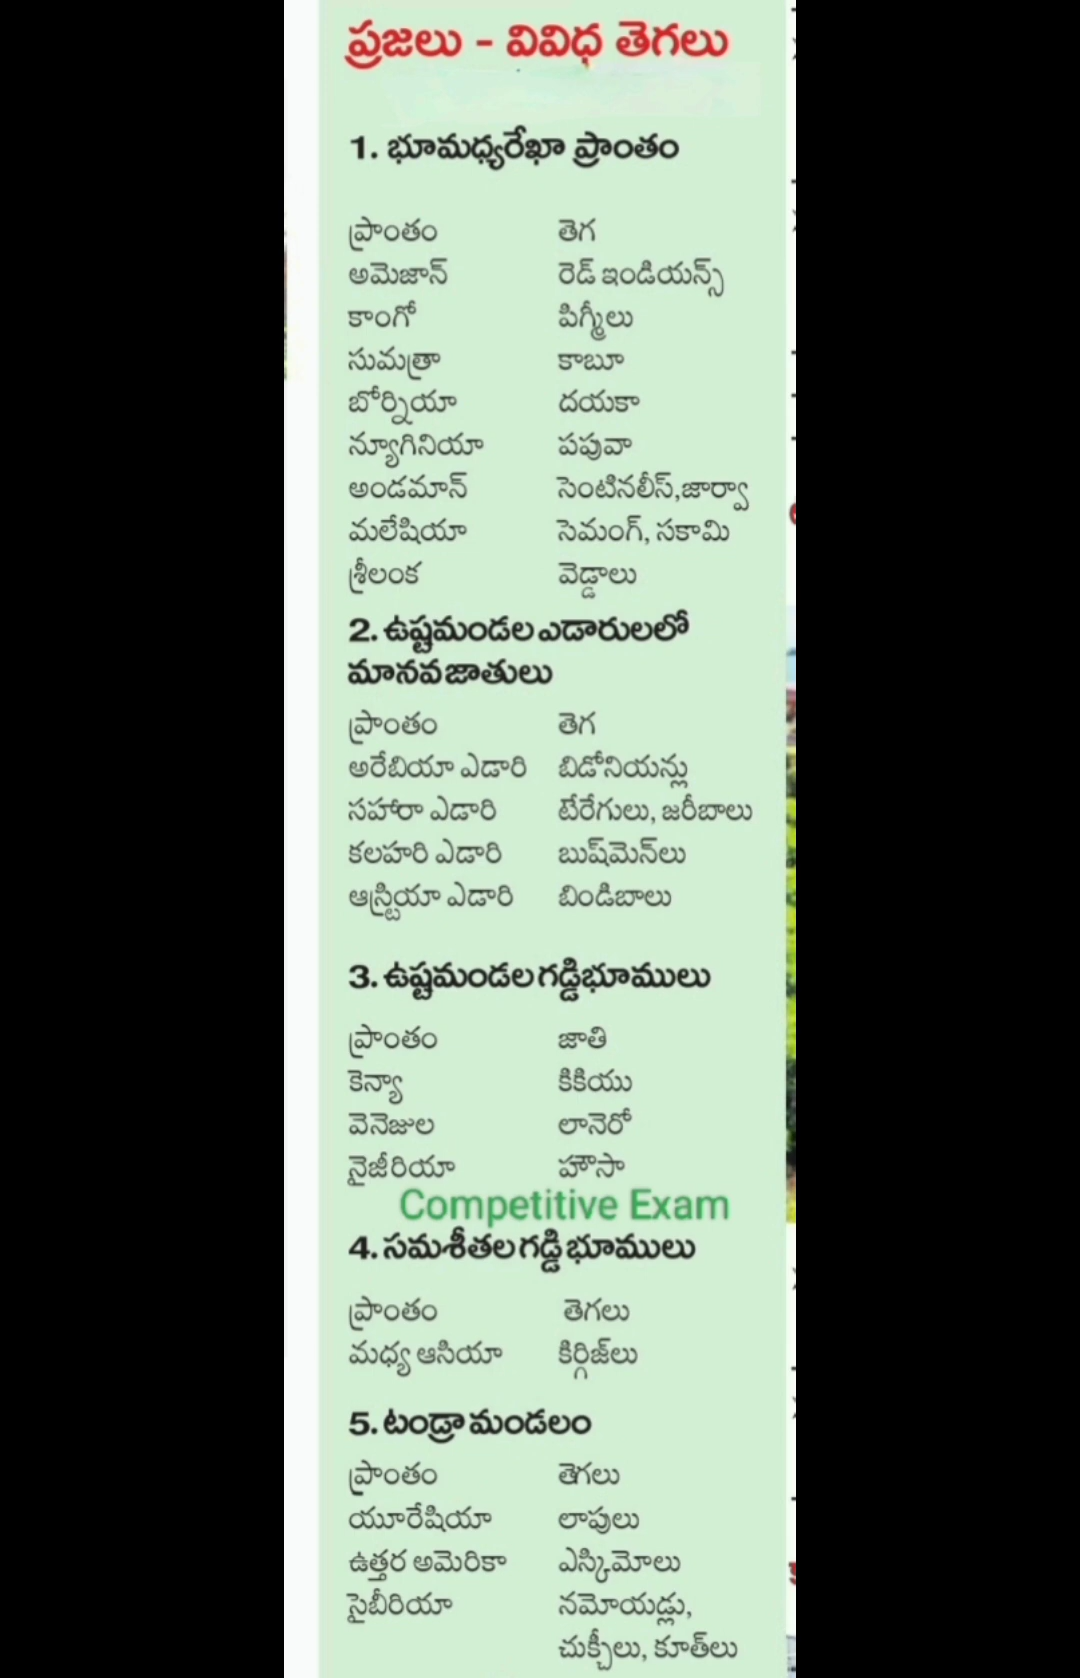 ప్రజలు - వివిధ తెగలు
1. భూమధ్యరేఖా ప్రాంతం
ప్రాంతం తెగ
అమెజాన్ రెడ్ ఇండియన్స్
కాంగో పిగ్మీలు
సుమత్రా కాబూ
బోర్నియా దయకా
న్యూగినియా పపువా
అండమాన్ సెంటినలీస్,జార్వా
మలేషియా సెమంగ్, సకామి
శ్రీలంక వెడ్డాలు
2. ఉష్ణమండల ఎడారులలో
మానవజాతులు
ప్రాంతం తెగ
అరేబియా ఎడారి బిడోనియన్లు
సహారా ఎడారి టేరేగులు, జరీబాలు
కలహరి ఎడారి బుష్‌మెన్‌లు
ఆస్ట్రియా ఎడారి బిండిబాలు
3. ఉష్ణమండల గడ్డిభూములు
ప్రాంతం జాతి
కెన్యా కికియు
వెనెజుల లానెరో
నైజీరియా హౌసా
Competitive Exam
4. సమశీతల గడ్డి భూములు
ప్రాంతం తెగలు
మధ్య ఆసియా కిర్గిజ్‌లు
5. టండ్రా మండలం
ప్రాంతం తెగలు
యూరేషియా లాపులు
ఉత్తర అమెరికా ఎస్కిమోలు
సైబీరియా నమోయడ్లు,
చుక్చీలు, కూత్‌లు